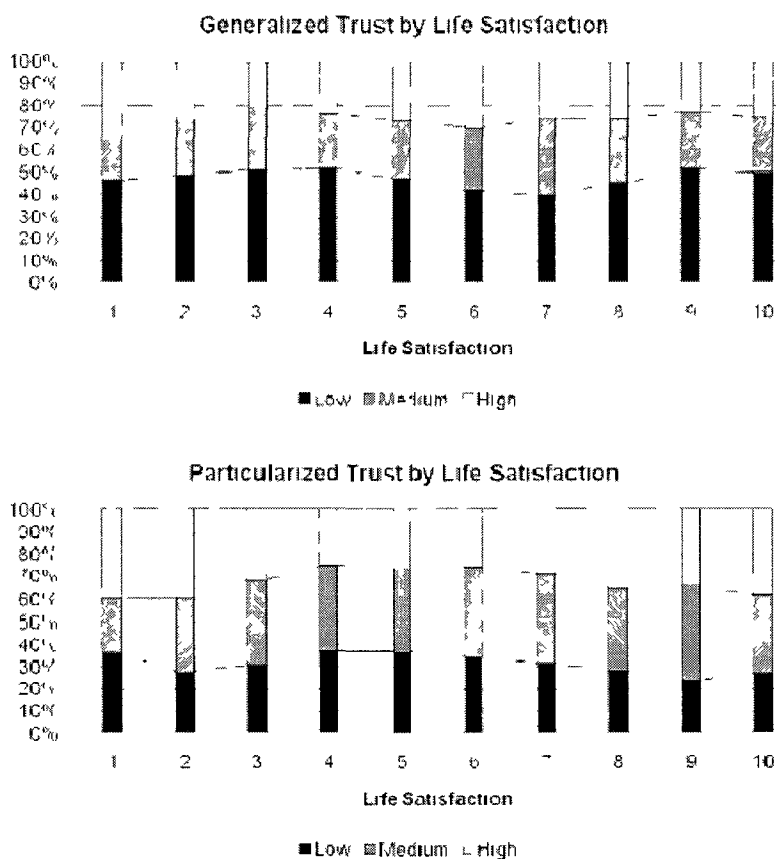 Generalized Trust by Life Satisfaction
100%
90%
80%
70%
60%
50%
40%
30%
20%
10%
0%
1 2 3 4 5 6 7 8 9 10
Life Satisfaction
Low Medium High
Particularized Trust by Life Satisfaction
100%
90%
80%
70%
60%
50%
40%
30%
20%
10%
0%
1 2 3 4 5 6 7 8 9 10
Life Satisfaction
Low Medium High